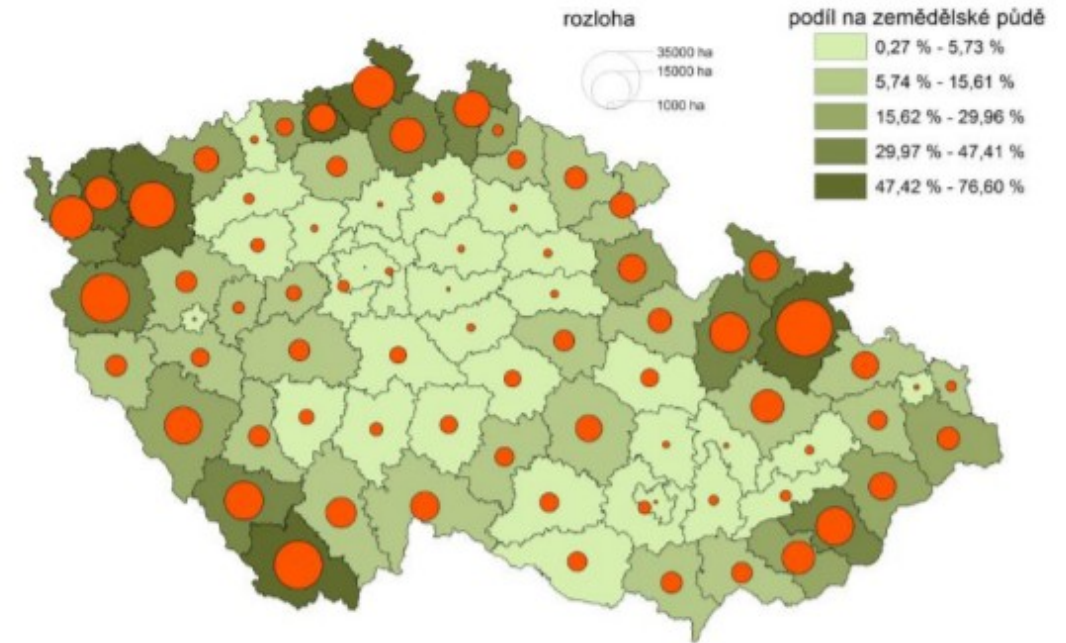 rozloha
35000 ha
15000 ha
1000 ha
podíl na zemědělské půdě
0,27 % - 5,73 %
5,74 % - 15,61 %
15,62 % - 29,96 %
29,97 % - 47,41 %
47,42 % - 76,60 %